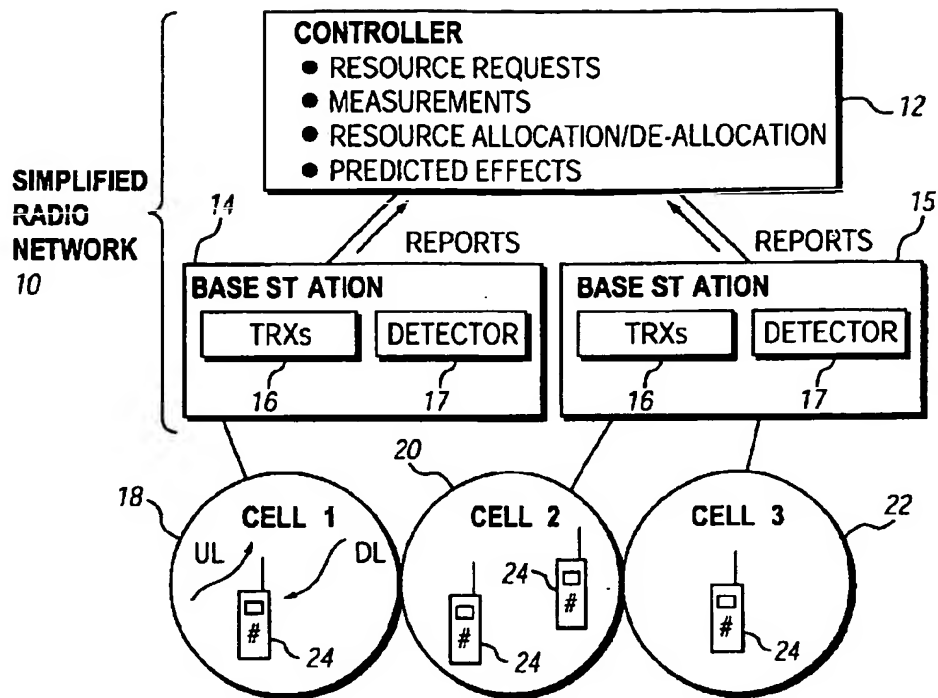 CONTROLLER
• RESOURCE REQUESTS
• MEASUREMENTS
• RESOURCE ALLOCATION/DE-ALLOCATION
• PREDICTED EFFECTS
12
SIMPLIFIED
RADIO
NETWORK
10
14
REPORTS
REPORTS
15
BASE ST ATION
TRXs
DETECTOR
16
17
BASE ST ATION
TRXs
DETECTOR
16
17
18
CELL 1
UL
DL
#
24
20
CELL 2
24
#
#
24
CELL 3
22
#
24